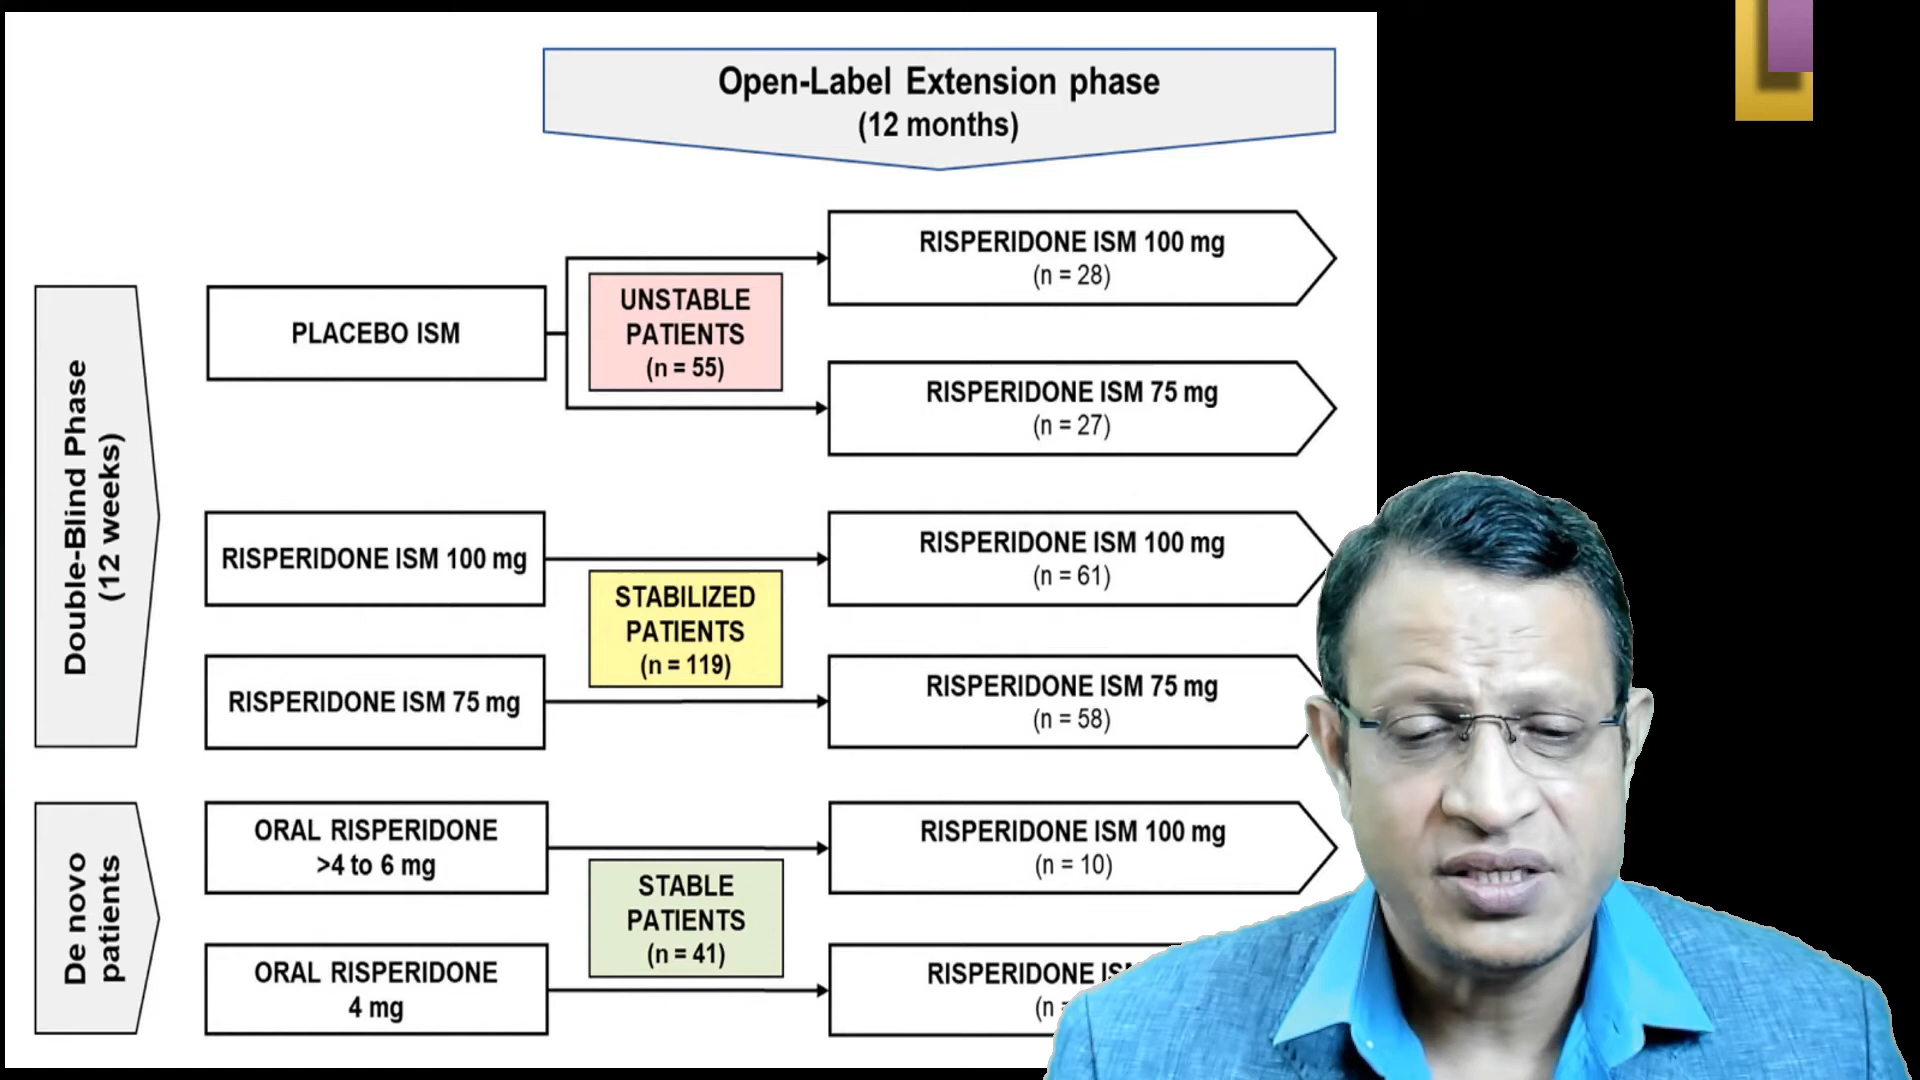 Open-Label Extension phase
(12 months)
Double-Blind Phase
(12 weeks)
PLACEBO ISM
UNSTABLE
PATIENTS
(n = 55)
RISPERIDONE ISM 100 mg
(n = 28)
RISPERIDONE ISM 75 mg
(n = 27)
RISPERIDONE ISM 100 mg
STABILIZED
PATIENTS
(n = 119)
RISPERIDONE ISM 100 mg
(n = 61)
RISPERIDONE ISM 75 mg
RISPERIDONE ISM 75 mg
(n = 58)
De novo
patients
ORAL RISPERIDONE
>4 to 6 mg
STABLE
PATIENTS
(n = 41)
RISPERIDONE ISM 100 mg
(n = 10)
ORAL RISPERIDONE
4 mg
RISPERIDONE
(n